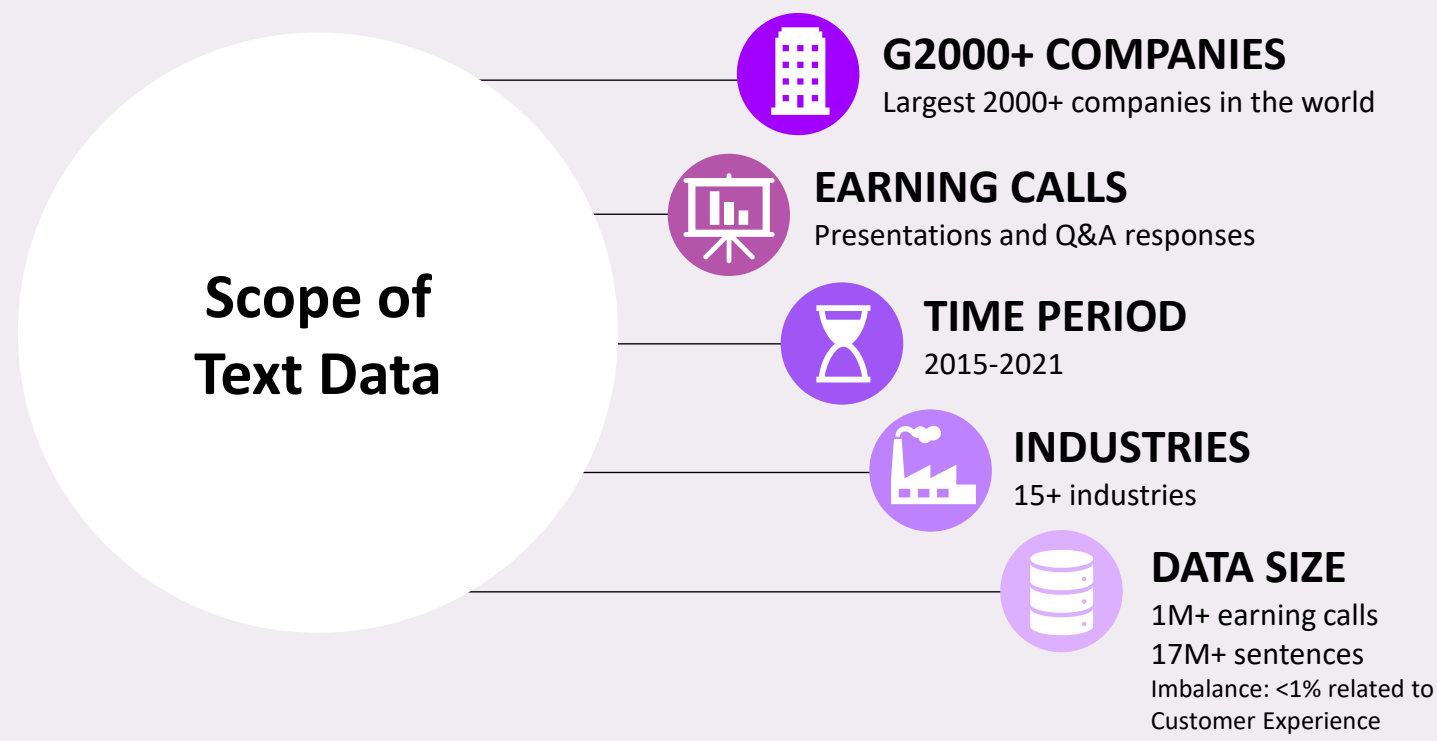 Scope of
Text Data
G2000+ COMPANIES
Largest 2000+ companies in the world
EARNING CALLS
Presentations and Q&A responses
TIME PERIOD
2015-2021
INDUSTRIES
15+ industries
DATA SIZE
1M+ earning calls
17M+ sentences
Imbalance: <1% related to
Customer Experience